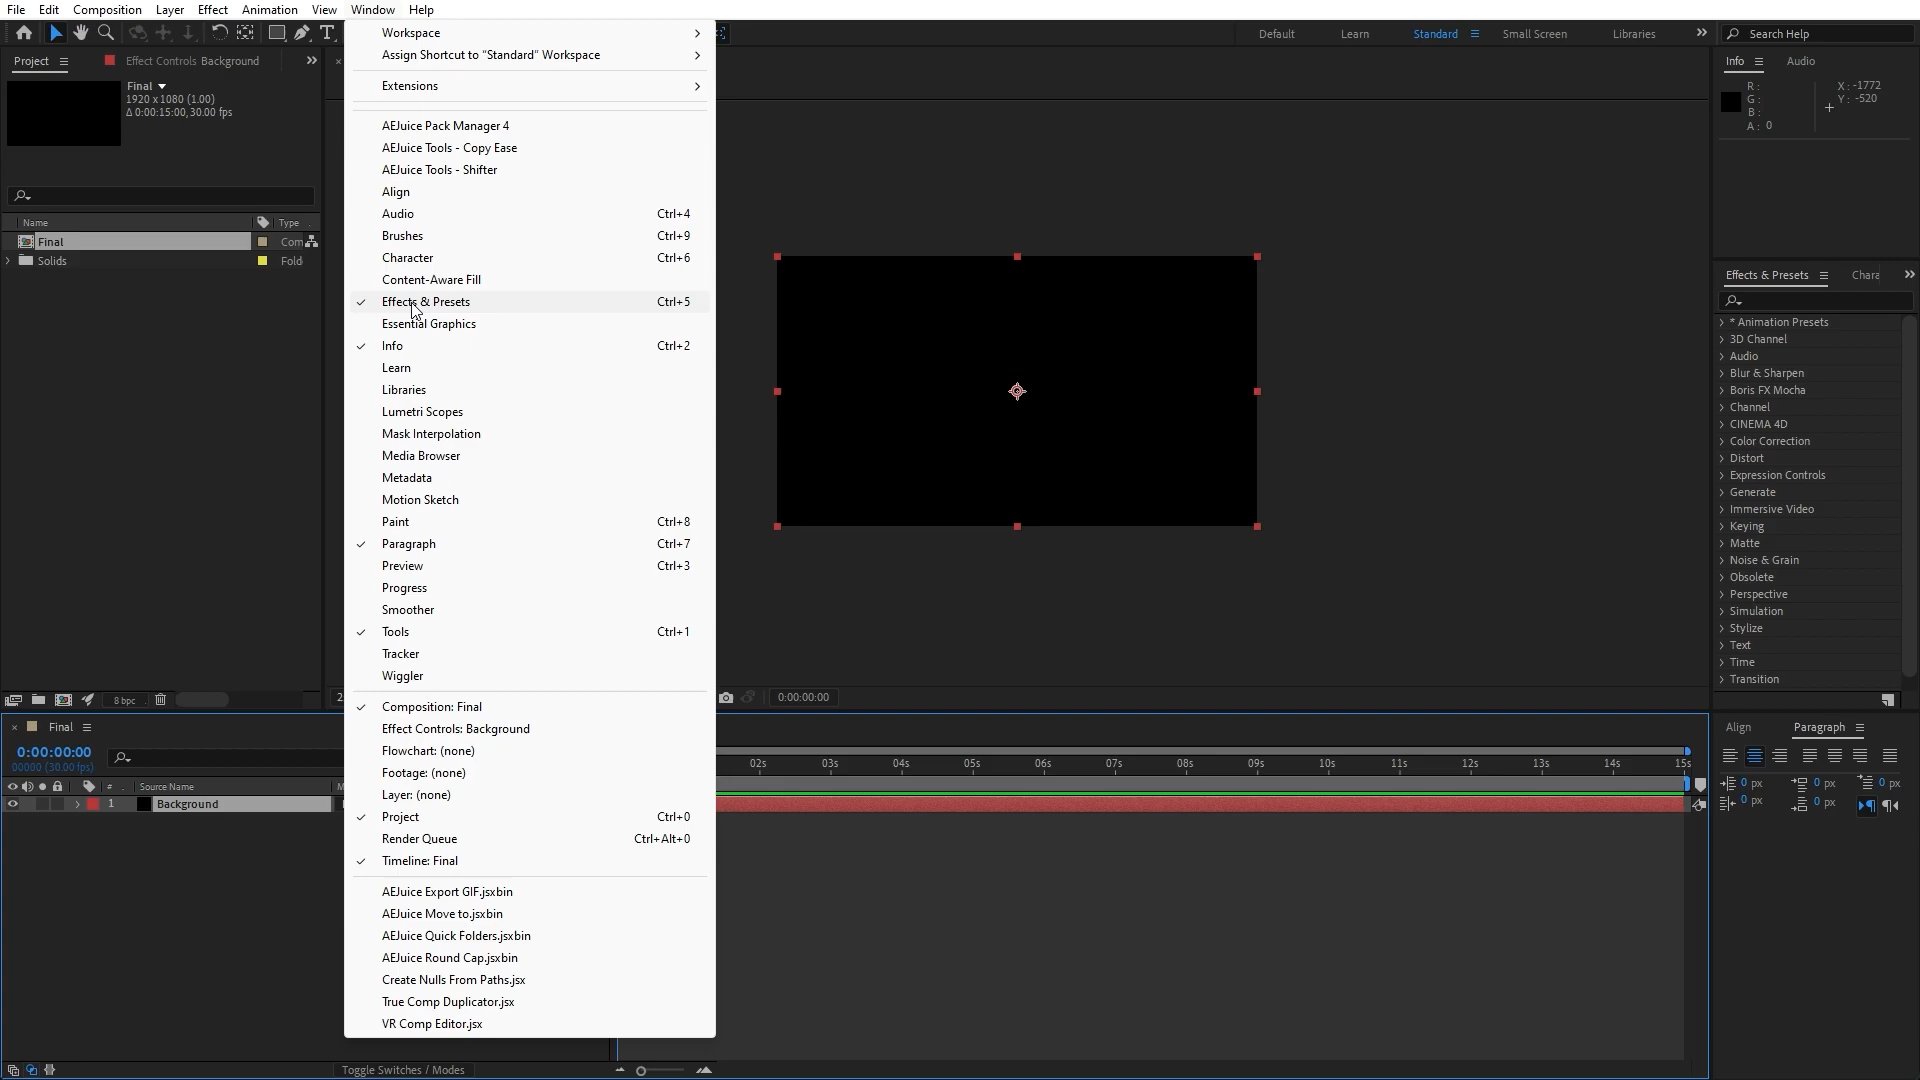 File Edit Composition Layer Effect Animation View Window Help
Default Learn Standard Small Screen Libraries Search Help
Project Effect Controls Background
Final
1920 x 1080 (1.00)
Δ 0:00:15:00, 30.00 fps
Name Type
Final Com
Solids Fold
8 bpc
Workspace
Assign Shortcut to "Standard" Workspace
Extensions
AEJuice Pack Manager 4
AEJuice Tools - Copy Ease
AEJuice Tools - Shifter
Align
Audio Ctrl+4
Brushes Ctrl+9
Character Ctrl+6
Content-Aware Fill
Effects & Presets Ctrl+5
Essential Graphics
Info Ctrl+2
Learn
Libraries
Lumetri Scopes
Mask Interpolation
Media Browser
Metadata
Motion Sketch
Paint Ctrl+8
Paragraph Ctrl+7
Preview Ctrl+3
Progress
Smoother
Tools Ctrl+1
Tracker
Wiggler
Composition: Final
Effect Controls: Background
Flowchart: (none)
Footage: (none)
Layer: (none)
Project Ctrl+0
Render Queue Ctrl+Alt+0
Timeline: Final
AEJuice Export GIF.jsxbin
AEJuice Move to.jsxbin
AEJuice Quick Folders.jsxbin
AEJuice Round Cap.jsxbin
Create Nulls From Paths.jsx
True Comp Duplicator.jsx
VR Comp Editor.jsx
0:00:00:00
Info Audio
R :
G :
B :
A : 0
X : -1772
Y : -520
Effects & Presets Chara
* Animation Presets
3D Channel
Audio
Blur & Sharpen
Boris FX Mocha
Channel
CINEMA 4D
Color Correction
Distort
Expression Controls
Generate
Immersive Video
Keying
Matte
Noise & Grain
Obsolete
Perspective
Simulation
Stylize
Text
Time
Transition
Align Paragraph
0 px 0 px 0 px
0 px 0 px
Final
0:00:00:00
00000 (30.00 fps)
# Source Name M
1 Background
02s 03s 04s 05s 06s 07s 08s 09s 10s 11s 12s 13s 14s 15s
Toggle Switches / Modes